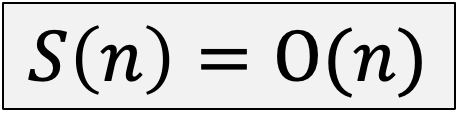 S(n) = O(n)